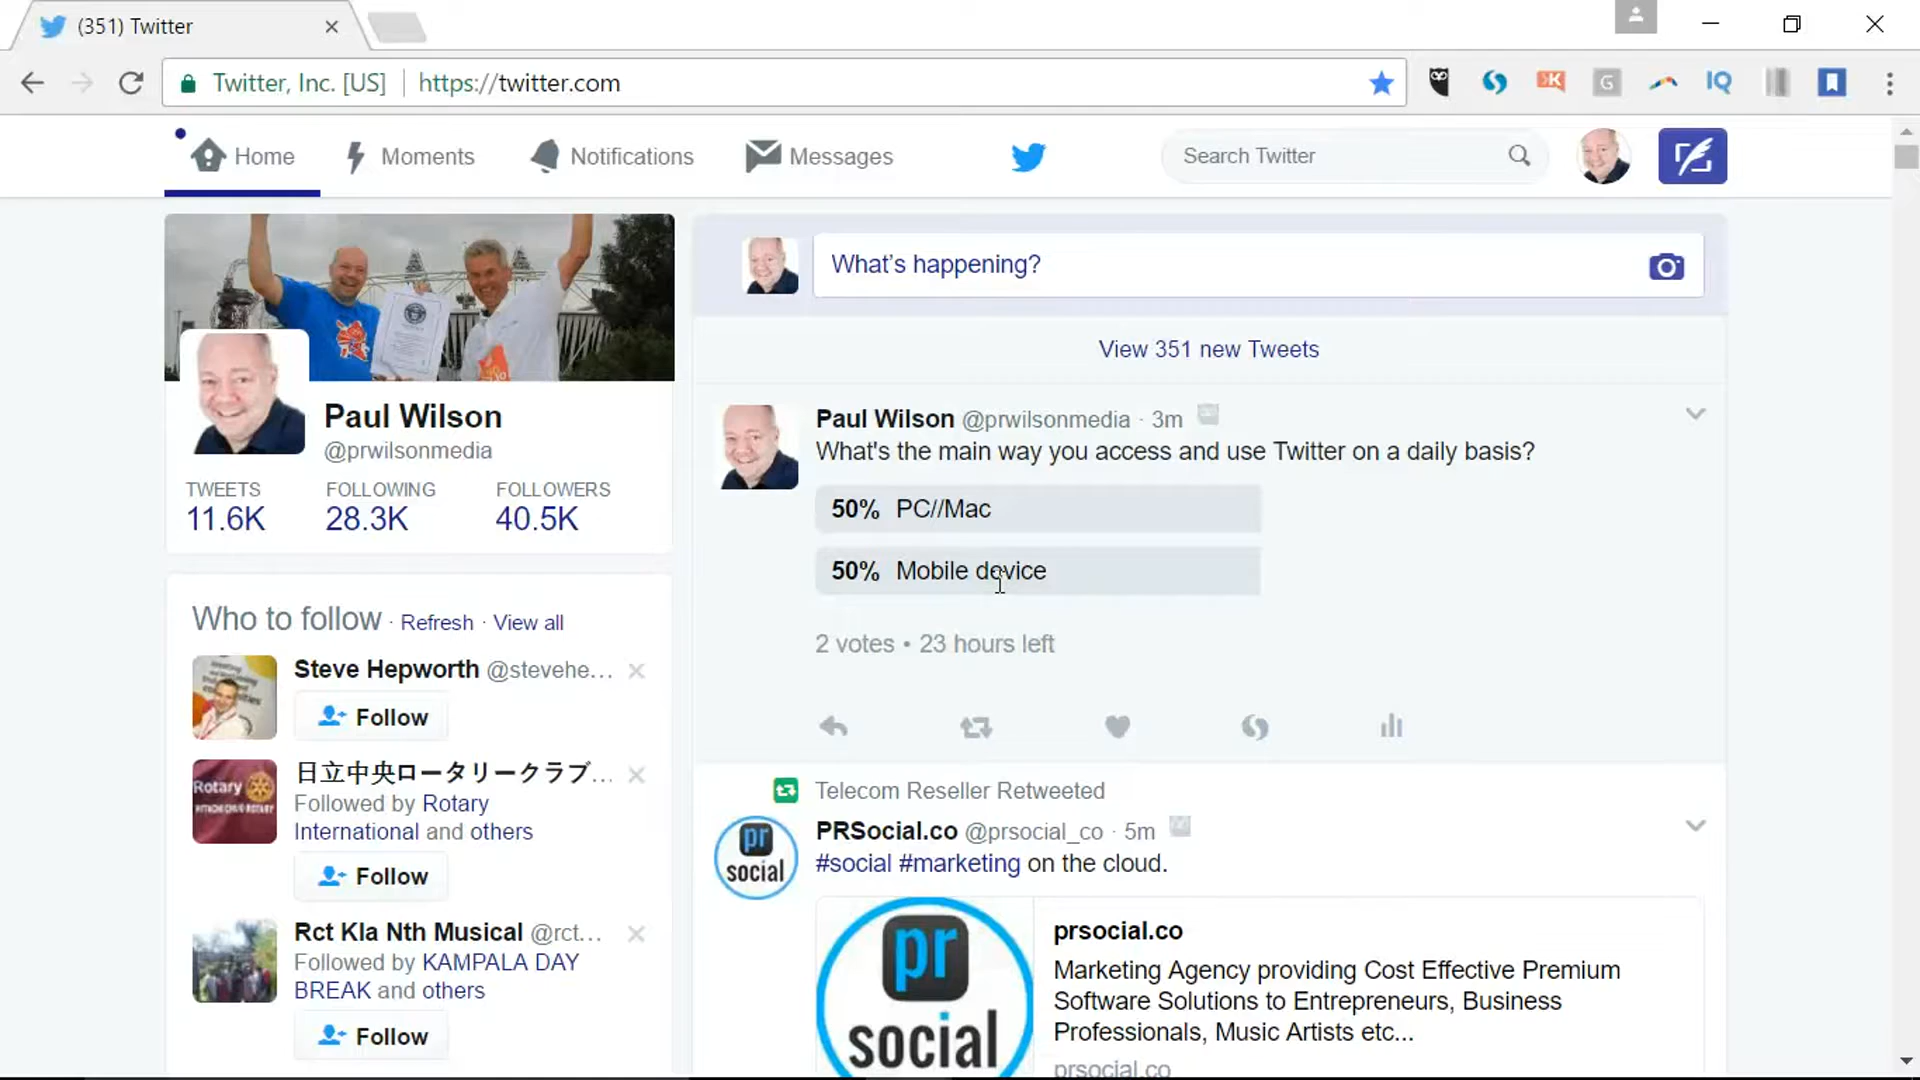 (351) Twitter
Twitter, Inc. [US]
https://twitter.com
Home
Moments
Notifications
Messages
Search Twitter
What's happening?
View 351 new Tweets
Paul Wilson
@prwilsonmedia
TWEETS FOLLOWING FOLLOWERS
11.6K 28.3K 40.5K
Who to follow · Refresh · View all
Steve Hepworth @stevehe...
Follow
日立中央ロータリークラブ...
Followed by Rotary
International and others
Follow
Rct Kla Nth Musical @rct...
Followed by KAMPALA DAY
BREAK and others
Follow
Paul Wilson @prwilsonmedia · 3m
What's the main way you access and use Twitter on a daily basis?
50% PC//Mac
50% Mobile device
2 votes • 23 hours left
Telecom Reseller Retweeted
PRSocial.co @prsocial_co · 5m
#social #marketing on the cloud.
pr
social
pr
social
prsocial.co
Marketing Agency providing Cost Effective Premium
Software Solutions to Entrepreneurs, Business
Professionals, Music Artists etc...
prsocial.co
Rotary
IQ
K
G